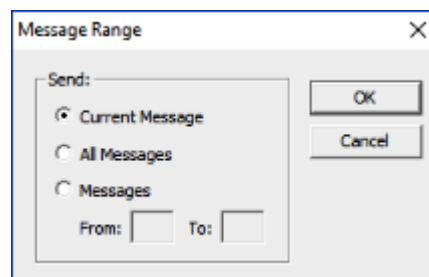 Message Range
Send:
Current Message
All Messages
Messages
From: To:
OK
Cancel